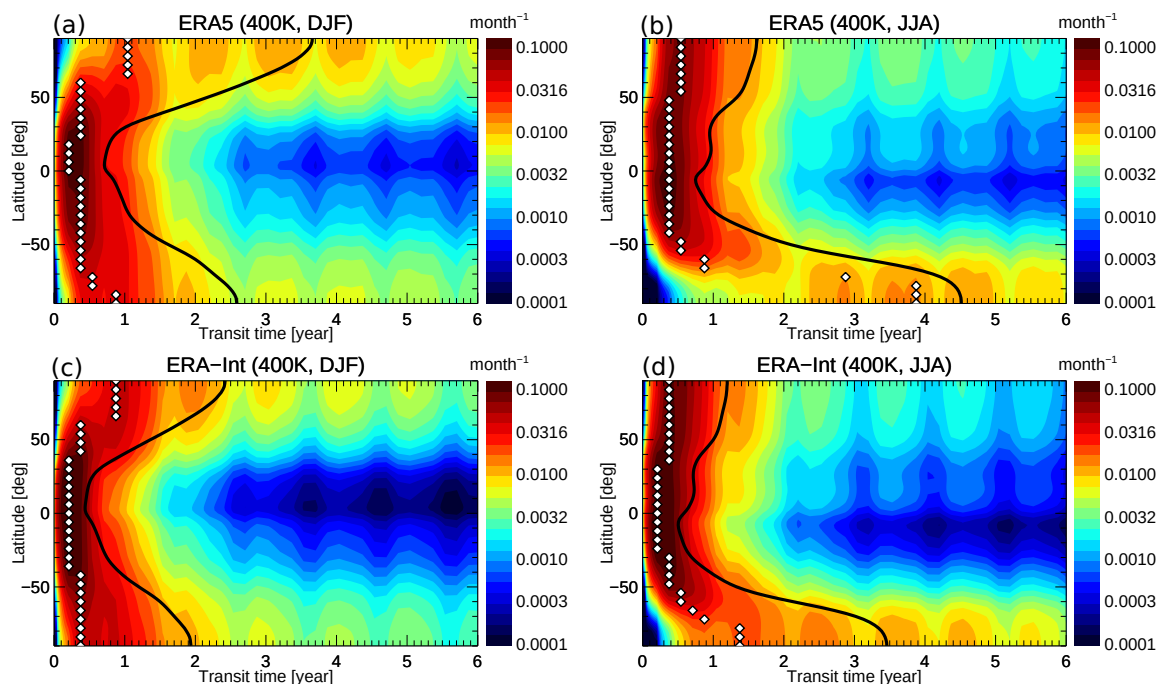 (a) ERA5 (400K, DJF) month⁻¹
0.1000
0.0316
0.0100
0.0032
0.0010
0.0003
0.0001
50
0
−50
Latitude [deg]
0 1 2 3 4 5 6
Transit time [year]
(b) ERA5 (400K, JJA) month⁻¹
0.1000
0.0316
0.0100
0.0032
0.0010
0.0003
0.0001
50
0
−50
Latitude [deg]
0 1 2 3 4 5 6
Transit time [year]
(c) ERA−Int (400K, DJF) month⁻¹
0.1000
0.0316
0.0100
0.0032
0.0010
0.0003
0.0001
50
0
−50
Latitude [deg]
0 1 2 3 4 5 6
Transit time [year]
(d) ERA−Int (400K, JJA) month⁻¹
0.1000
0.0316
0.0100
0.0032
0.0010
0.0003
0.0001
50
0
−50
Latitude [deg]
0 1 2 3 4 5 6
Transit time [year]